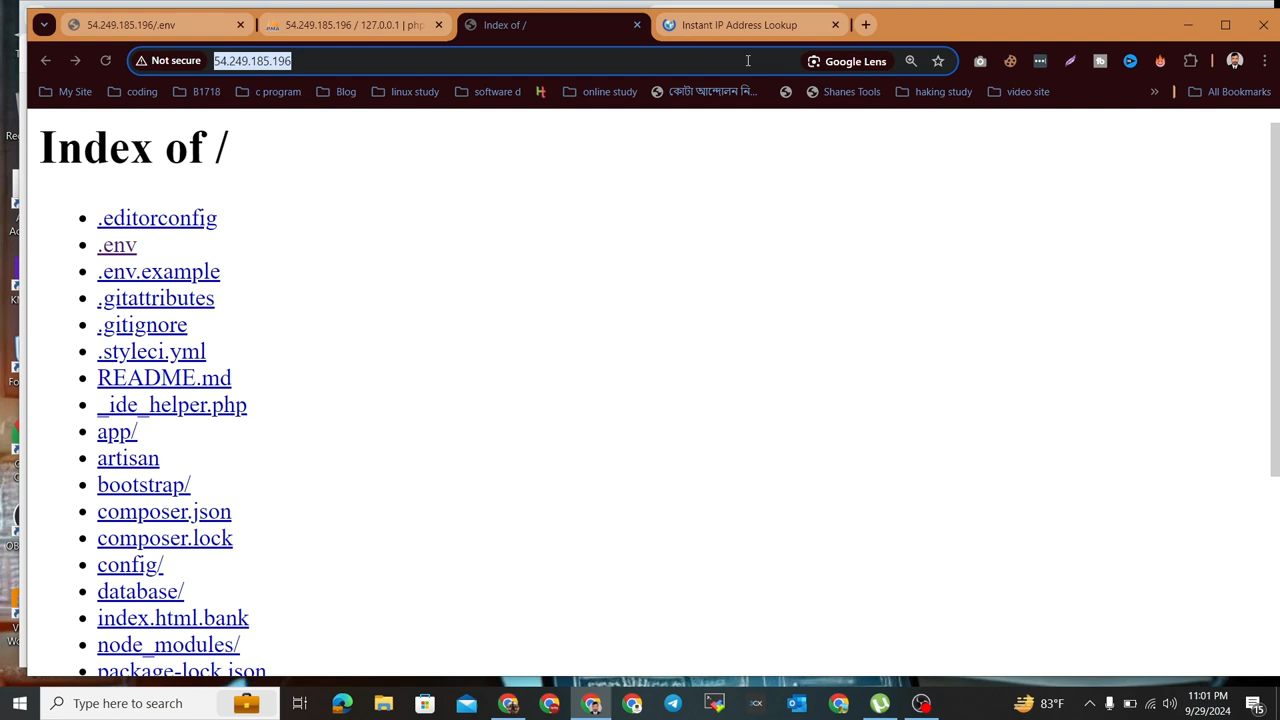 54.249.185.196/.env
54.249.185.196 / 127.0.0.1 | php
Index of /
Instant IP Address Lookup
Not secure
54.249.185.196
Google Lens
My Site
coding
B1718
c program
Blog
linux study
software d
online study
কোটা আন্দোলন নি...
Shanes Tools
haking study
video site
»
All Bookmarks
Index of /
.editorconfig
.env
.env.example
.gitattributes
.gitignore
.styleci.yml
README.md
_ide_helper.php
app/
artisan
bootstrap/
composer.json
composer.lock
config/
database/
index.html.bank
node_modules/
package-lock.json
Type here to search
83°F
11:01 PM
9/29/2024
15